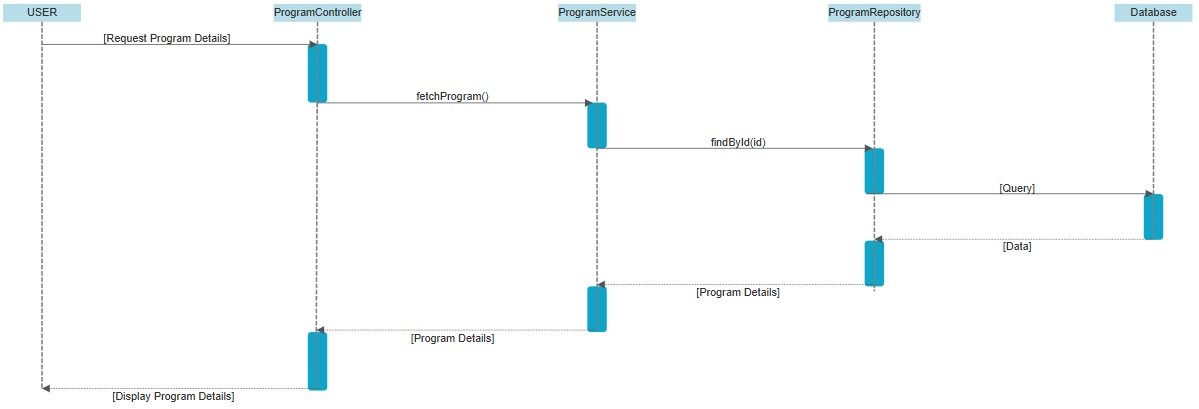 USER
ProgramController
ProgramService
ProgramRepository
Database
[Request Program Details]
fetchProgram()
findById(id)
[Query]
[Data]
[Program Details]
[Program Details]
[Display Program Details]